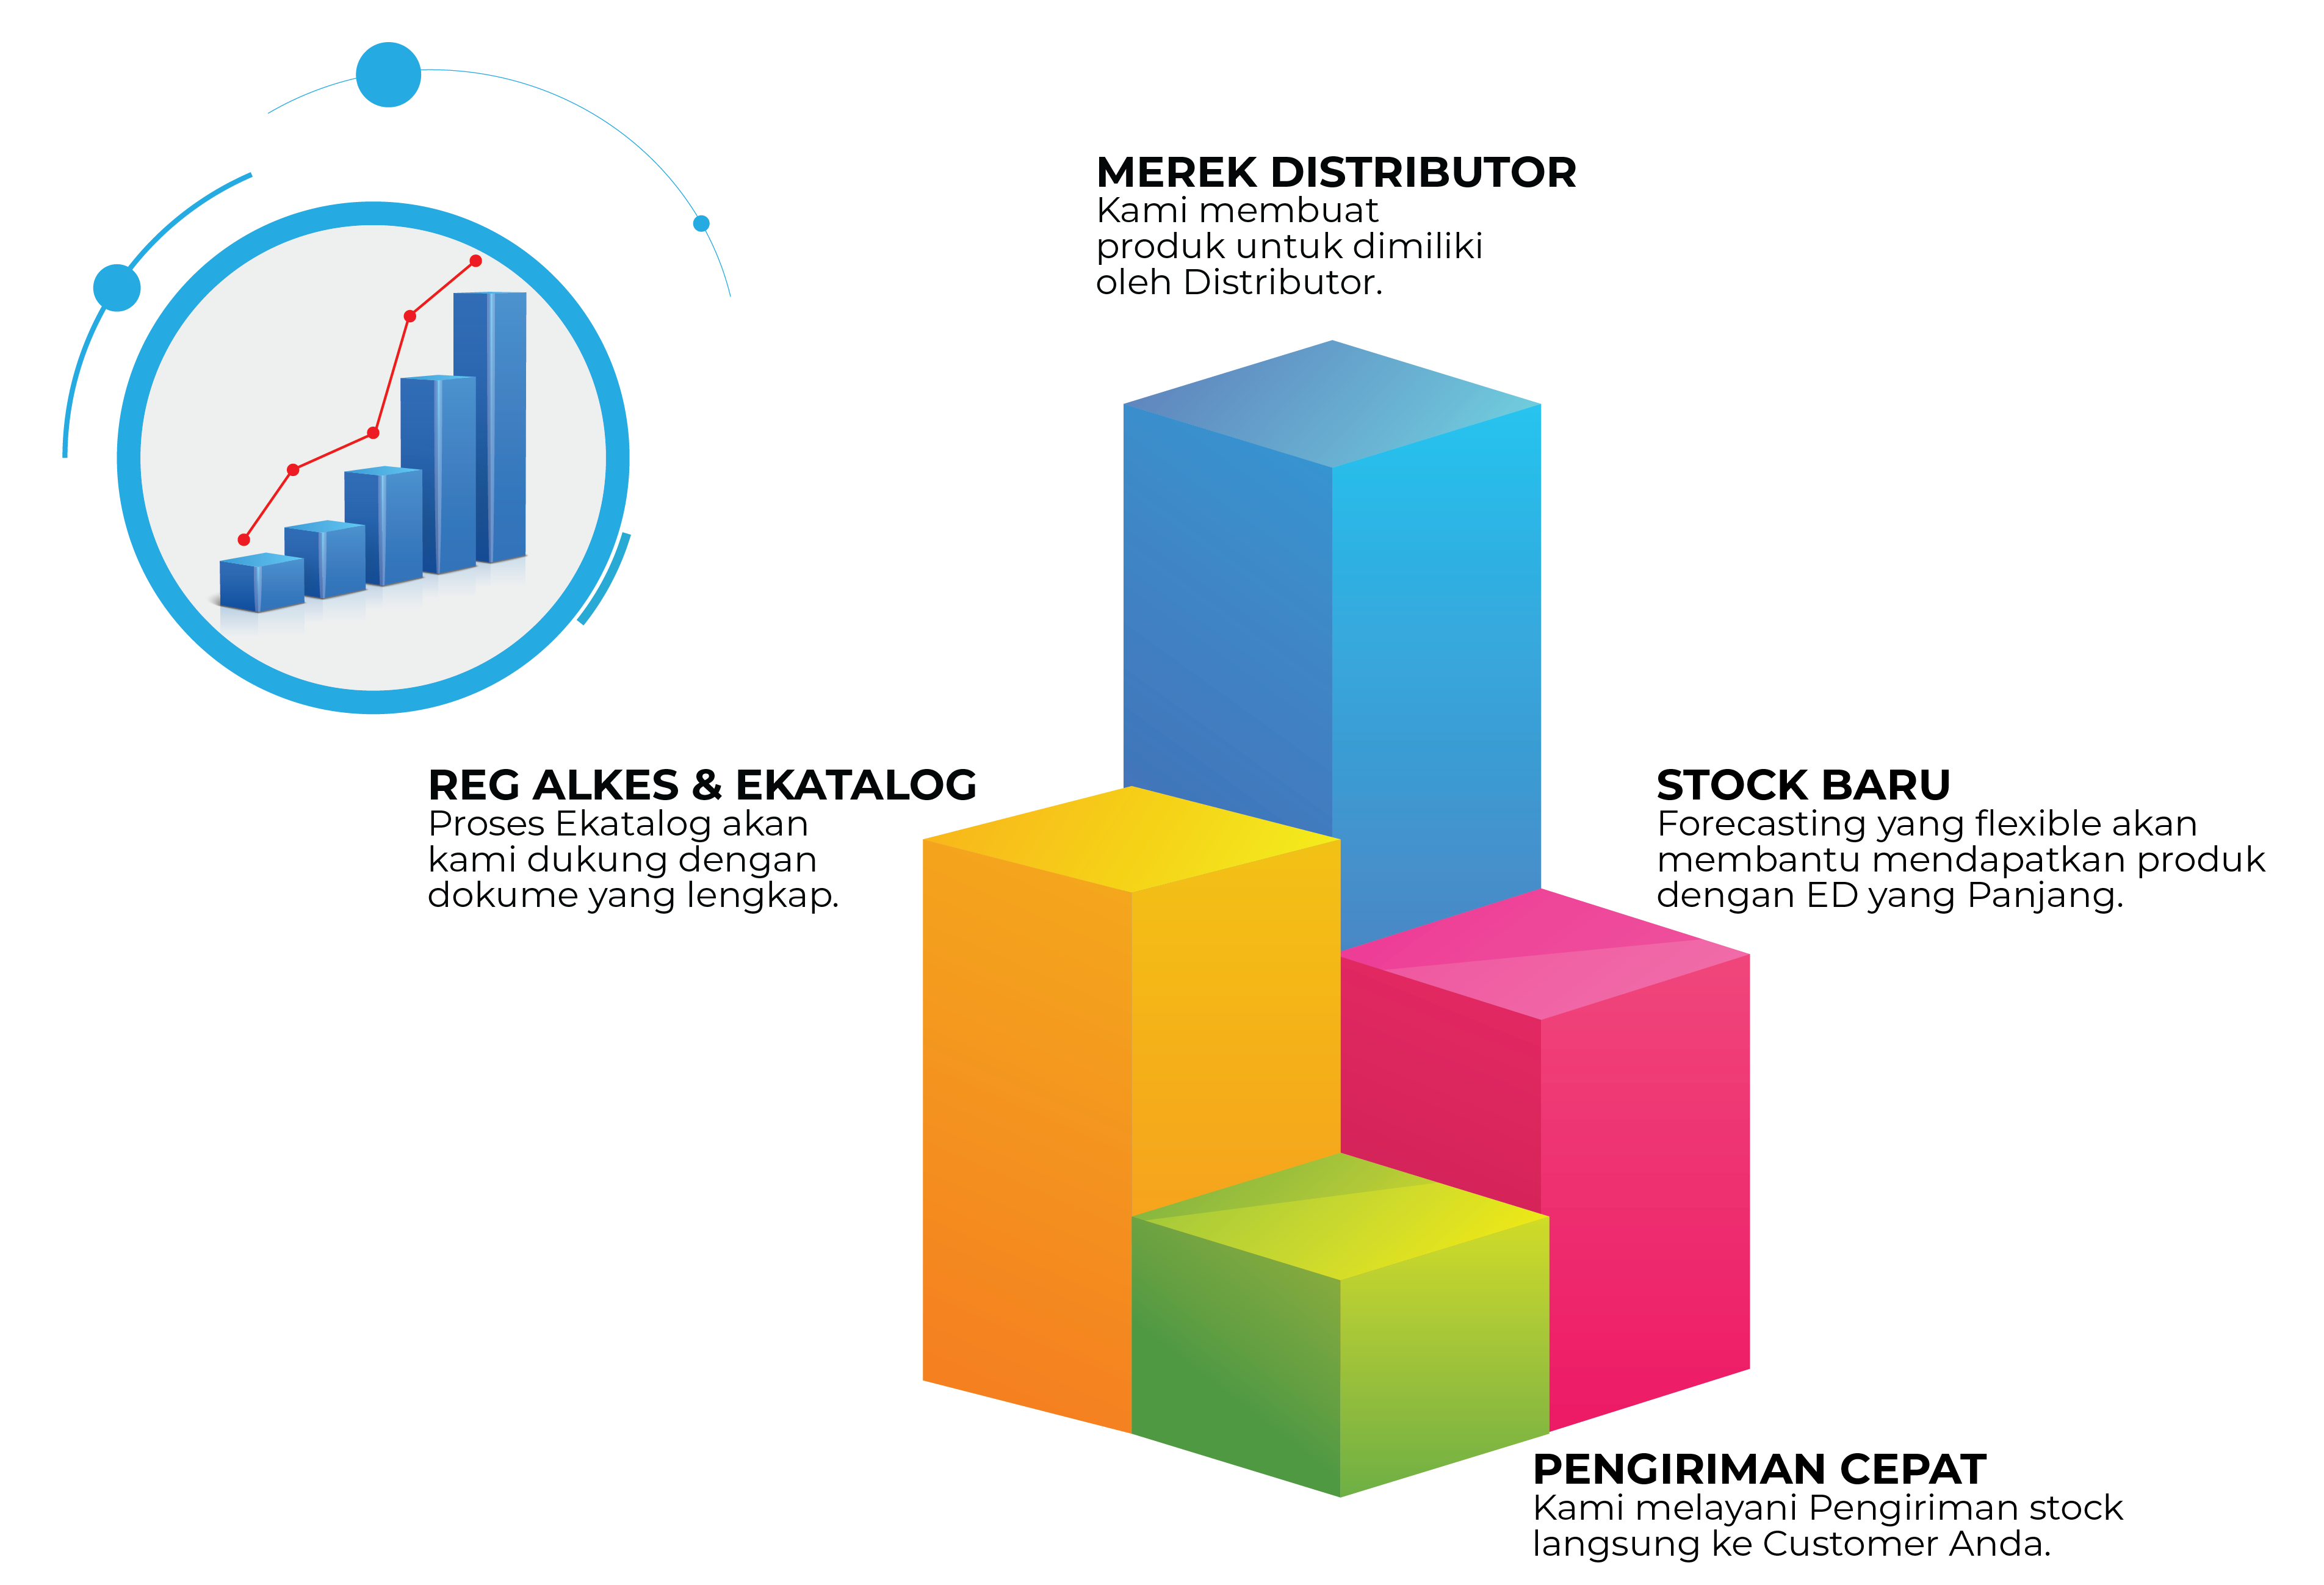 MEREK DISTRIBUTOR
Kami membuat
produk untuk dimiliki
oleh Distributor.
REG ALKES & EKATALOG
Proses Ekatalog akan
kami dukung dengan
dokume yang lengkap.
STOCK BARU
Forecasting yang flexible akan
membantu mendapatkan produk
dengan ED yang Panjang.
PENGIRIMAN CEPAT
Kami melayani Pengiriman stock
langsung ke Customer Anda.